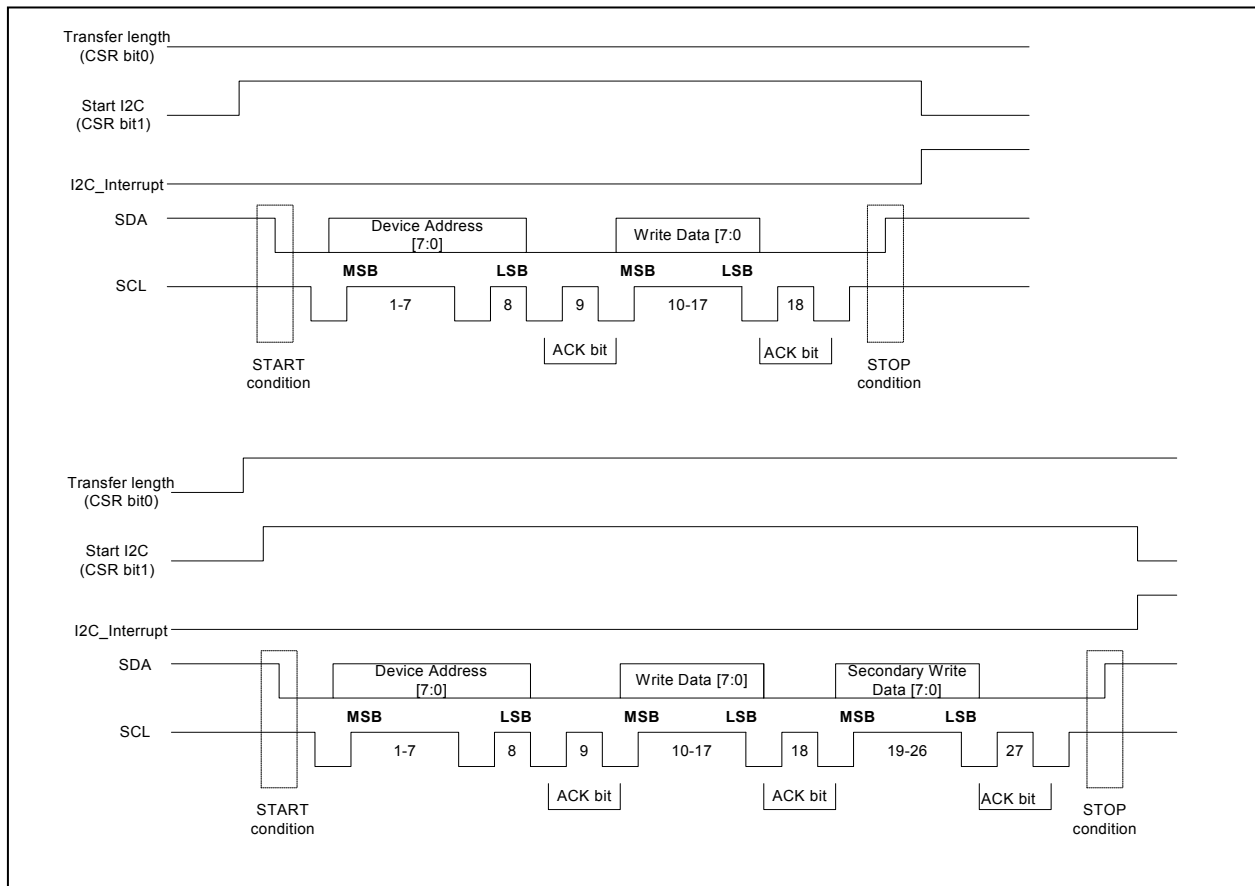 Transfer length
(CSR bit0)
Start I2C
(CSR bit1)
I2C_Interrupt
SDA
Device Address
[7:0]
Write Data [7:0
MSB
LSB
MSB
LSB
SCL
1-7
8
9
10-17
18
ACK bit
ACK bit
START
condition
STOP
condition
Transfer length
(CSR bit0)
Start I2C
(CSR bit1)
I2C_Interrupt
SDA
Device Address
[7:0]
Write Data [7:0]
Secondary Write
Data [7:0]
MSB
LSB
MSB
LSB
MSB
LSB
SCL
1-7
8
9
10-17
18
19-26
27
ACK bit
ACK bit
ACK bit
START
condition
STOP
condition